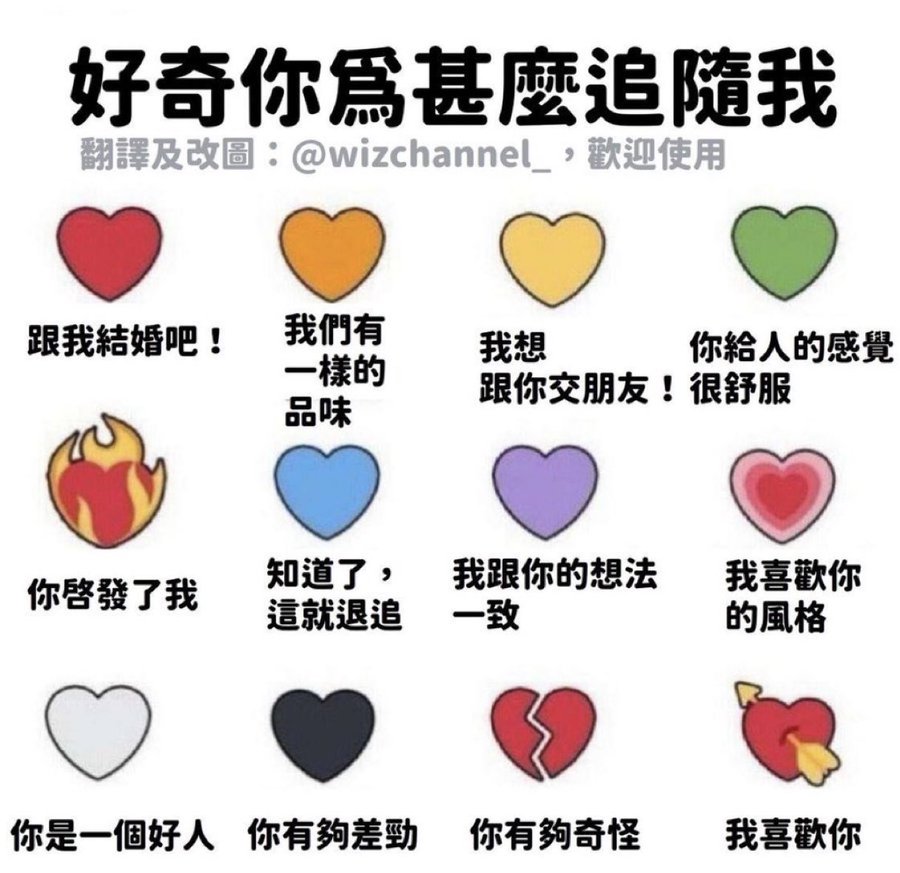 好奇你為甚麼追隨我
翻譯及改圖：@wizchannel_，歡迎使用
跟我結婚吧！
我們有
一樣的
品味
我想
跟你交朋友！
你給人的感覺
很舒服
你啓發了我
知道了，
這就退追
我跟你的想法
一致
我喜歡你
的風格
你是一個好人
你有夠差勁
你有夠奇怪
我喜歡你